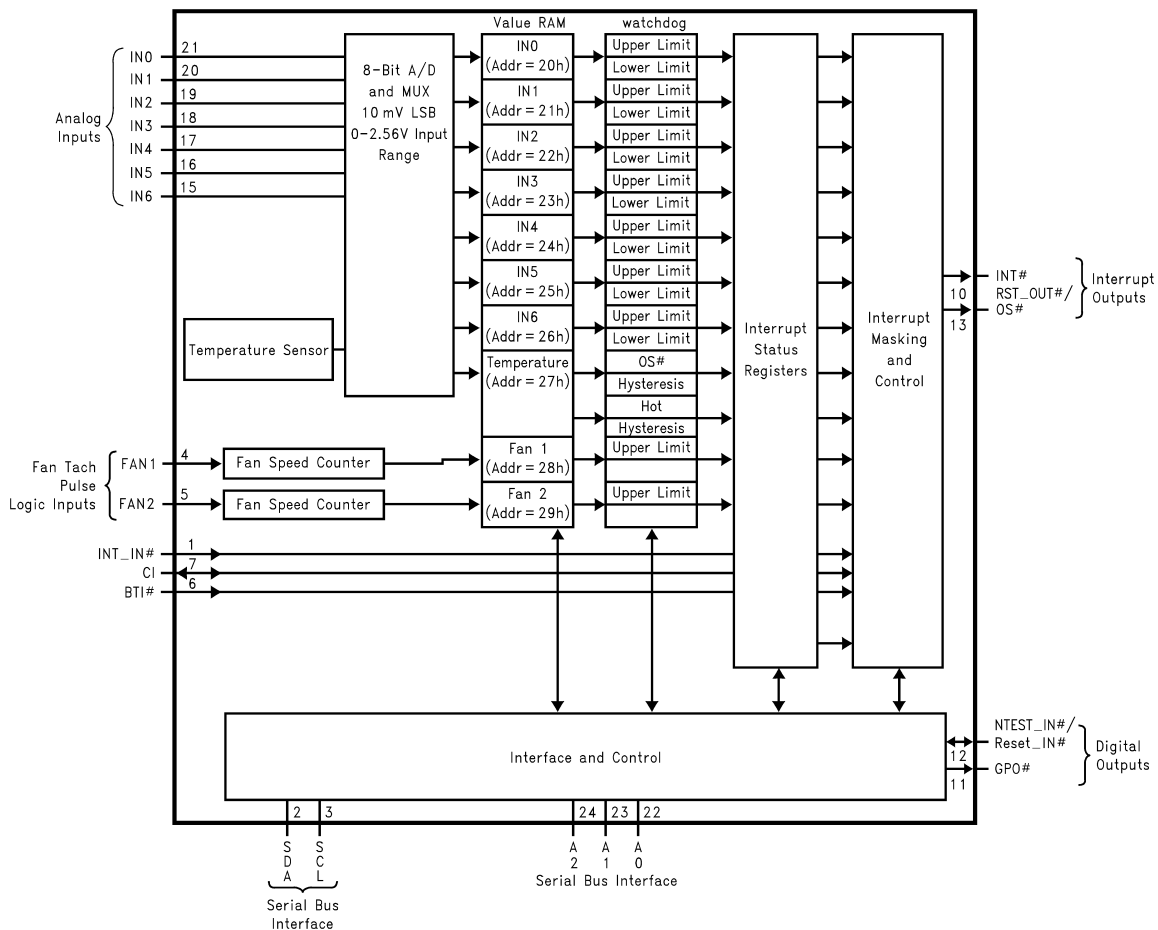 Value RAM
watchdog
Analog
Inputs
IN0
21
IN1
20
IN2
19
IN3
18
IN4
17
IN5
16
IN6
15
8-Bit A/D
and MUX
10 mV LSB
0-2.56V Input
Range
Temperature Sensor
IN0
(Addr = 20h)
IN1
(Addr = 21h)
IN2
(Addr = 22h)
IN3
(Addr = 23h)
IN4
(Addr = 24h)
IN5
(Addr = 25h)
IN6
(Addr = 26h)
Temperature
(Addr = 27h)
Fan 1
(Addr = 28h)
Fan 2
(Addr = 29h)
Upper Limit
Lower Limit
Upper Limit
Lower Limit
Upper Limit
Lower Limit
Upper Limit
Lower Limit
Upper Limit
Lower Limit
Upper Limit
Lower Limit
Upper Limit
Lower Limit
OS#
Hysteresis
Hot
Hysteresis
Upper Limit
Upper Limit
Interrupt
Status
Registers
Interrupt
Masking
and
Control
INT#
10
RST_OUT#/
OS#
13
Interrupt
Outputs
Fan Tach
Pulse
Logic Inputs
FAN1
4
Fan Speed Counter
FAN2
5
Fan Speed Counter
INT_IN#
1
CI
7
BTI#
6
Interface and Control
NTEST_IN#/
Reset_IN#
12
GPO#
11
Digital
Outputs
2
3
24
23
22
SDA
SCL
A2
A1
A0
Serial Bus Interface
Serial Bus
Interface